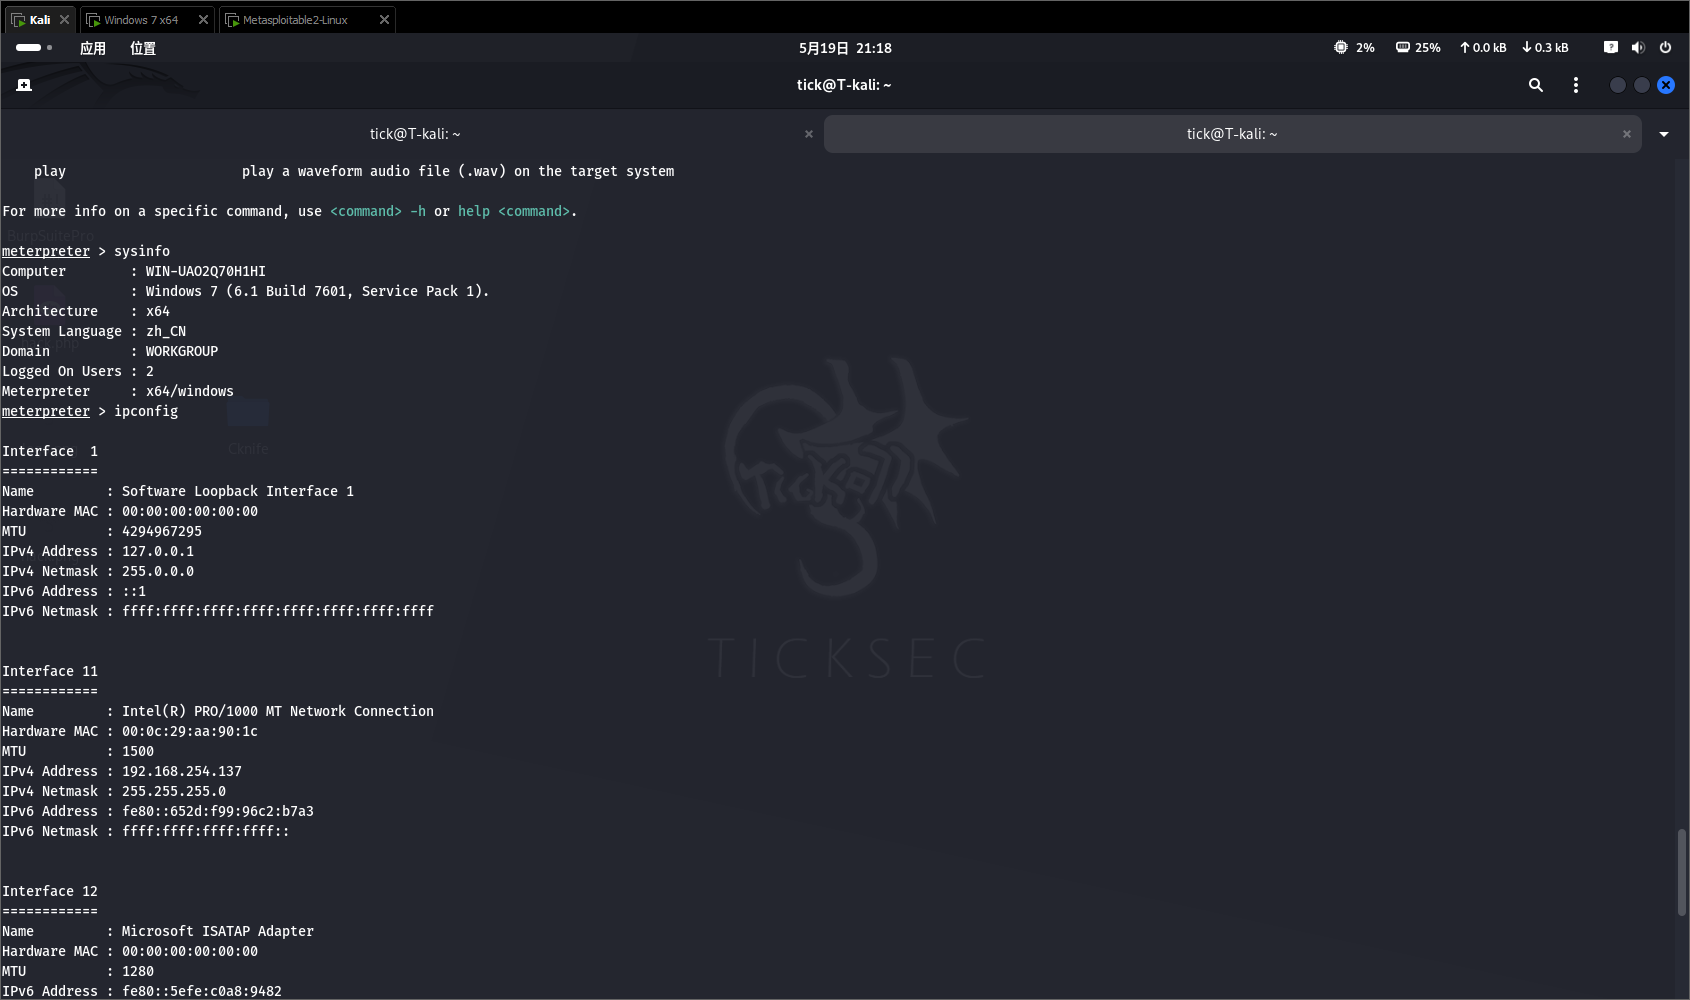 Kali
Windows 7 x64
Metasploitable2-Linux
应用 位置
5月19日 21:18
2% 25% 0.0 kB 0.3 kB
tick@T-kali: ~
tick@T-kali: ~
tick@T-kali: ~
play play a waveform audio file (.wav) on the target system
For more info on a specific command, use <command> -h or help <command>.
BurpSuitePro
meterpreter > sysinfo
Computer : WIN-UAO2Q70H1HI
OS : Windows 7 (6.1 Build 7601, Service Pack 1).
Architecture : x64
System Language : zh_CN
Domain : WORKGROUP
Logged On Users : 2
Meterpreter : x64/windows
meterpreter > ipconfig
Cknife
Interface 1
============
Name : Software Loopback Interface 1
Hardware MAC : 00:00:00:00:00:00
MTU : 4294967295
IPv4 Address : 127.0.0.1
IPv4 Netmask : 255.0.0.0
IPv6 Address : ::1
IPv6 Netmask : ffff:ffff:ffff:ffff:ffff:ffff:ffff:ffff
TicKali
TICKSEC
Interface 11
============
Name : Intel(R) PRO/1000 MT Network Connection
Hardware MAC : 00:0c:29:aa:90:1c
MTU : 1500
IPv4 Address : 192.168.254.137
IPv4 Netmask : 255.255.255.0
IPv6 Address : fe80::652d:f99:96c2:b7a3
IPv6 Netmask : ffff:ffff:ffff:ffff::
Interface 12
============
Name : Microsoft ISATAP Adapter
Hardware MAC : 00:00:00:00:00:00
MTU : 1280
IPv6 Address : fe80::5efe:c0a8:9482